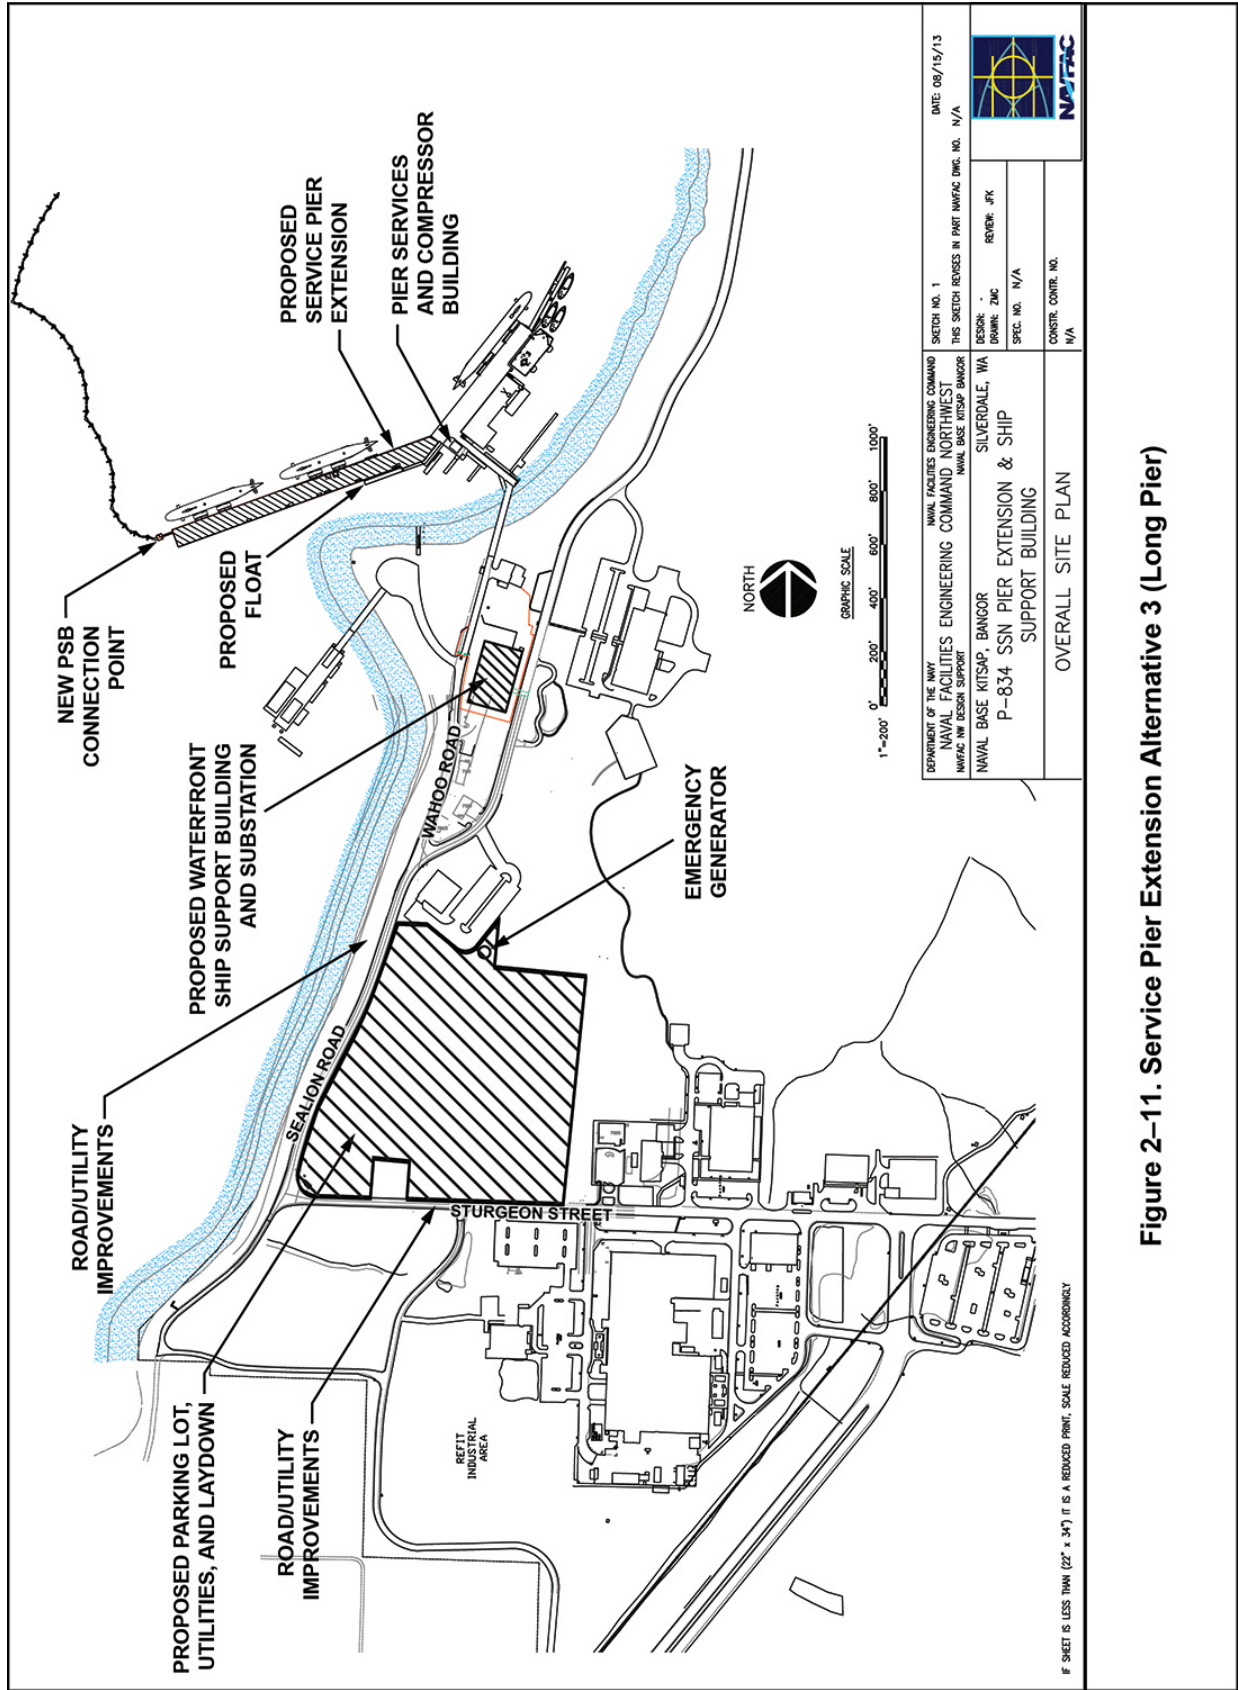 NEW PSB
CONNECTION
POINT
PROPOSED
SERVICE PIER
EXTENSION
PIER SERVICES
AND COMPRESSOR
BUILDING
PROPOSED
FLOAT
PROPOSED WATERFRONT
SHIP SUPPORT BUILDING
AND SUBSTATION
ROAD/UTILITY
IMPROVEMENTS
PROPOSED PARKING LOT,
UTILITIES, AND LAYDOWN
ROAD/UTILITY
IMPROVEMENTS
EMERGENCY
GENERATOR
SEALION ROAD
WAHOO ROAD
STURGEON STREET
REFIT
INDUSTRIAL
AREA
NORTH
GRAPHIC SCALE
1"=200'
0' 200' 400' 600' 800' 1000'
DEPARTMENT OF THE NAVY NAVAL FACILITIES ENGINEERING COMMAND
NAVAL FACILITIES ENGINEERING COMMAND NORTHWEST
NAVFAC NW DESIGN SUPPORT NAVAL BASE KITSAP BANGOR
NAVAL BASE KITSAP, BANGOR SILVERDALE, WA
P-834 SSN PIER EXTENSION & SHIP
SUPPORT BUILDING
OVERALL SITE PLAN
SKETCH NO. 1 DATE: 08/15/13
THIS SKETCH REVISES IN PART NAVFAC DWG. NO. N/A
DESIGN: -
DRAWN: ZMC REVIEW: JFK
SPEC. NO. N/A
CONSTR. CONTR. NO.
N/A
NAVFAC
IF SHEET IS LESS THAN (22" x 34") IT IS A REDUCED PRINT, SCALE REDUCED ACCORDINGLY
Figure 2–11. Service Pier Extension Alternative 3 (Long Pier)